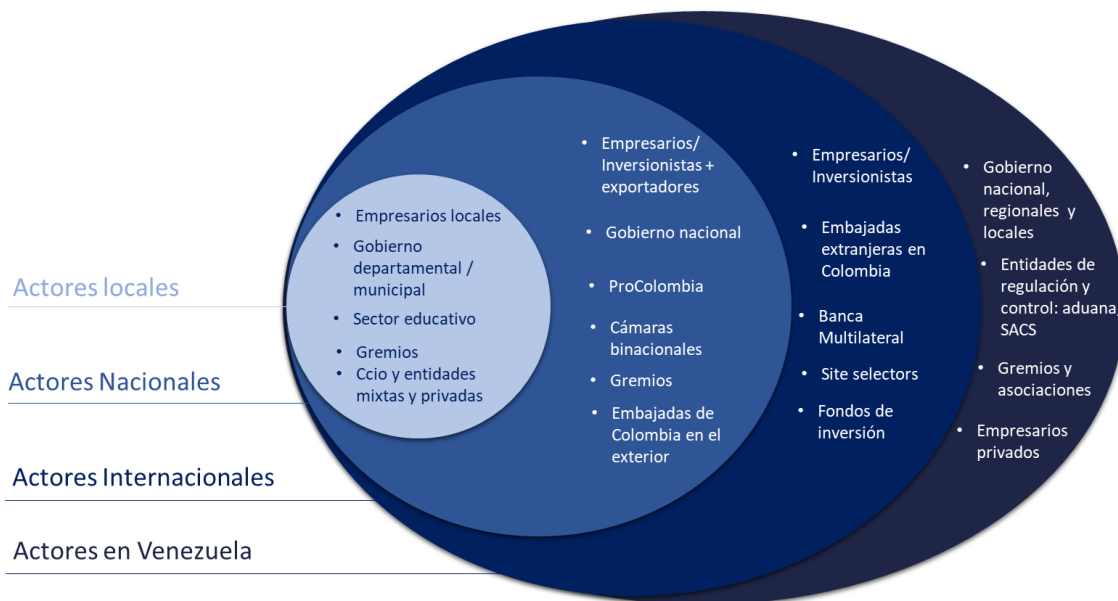 Actores locales
Actores Nacionales
Actores Internacionales
Actores en Venezuela
• Empresarios locales
• Gobierno
departamental /
municipal
• Sector educativo
• Gremios
• Ccio y entidades
mixtas y privadas
• Empresarios/
Inversionistas +
exportadores
• Gobierno nacional
• ProColombia
• Cámaras
binacionales
• Gremios
• Embajadas de
Colombia en el
exterior
• Empresarios/
Inversionistas
• Embajadas
extranjeras en
Colombia
• Banca
Multilateral
• Site selectors
• Fondos de
inversión
• Gobierno
nacional,
regionales y
locales
• Entidades de
regulación y
control: aduana,
SACS
• Gremios y
asociaciones
• Empresarios
privados